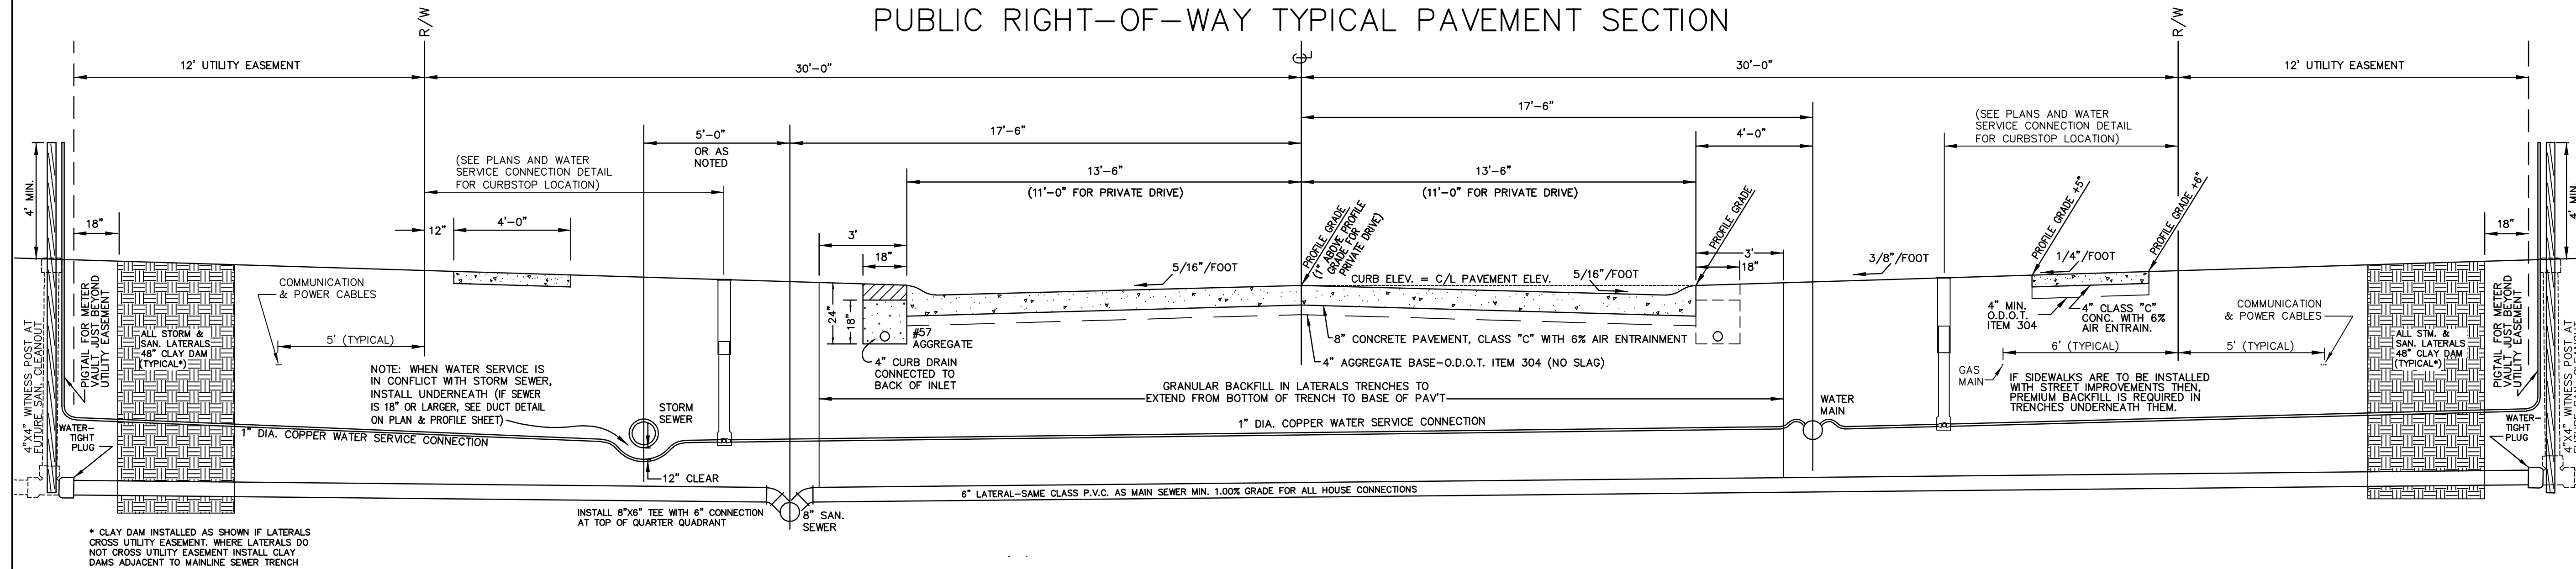 PUBLIC RIGHT-OF-WAY TYPICAL PAVEMENT SECTION
R/W
℄
R/W
12' UTILITY EASEMENT
30'-0"
30'-0"
12' UTILITY EASEMENT
17'-6"
5'-0"
OR AS
NOTED
17'-6"
4'-0"
(SEE PLANS AND WATER
SERVICE CONNECTION DETAIL
FOR CURBSTOP LOCATION)
(SEE PLANS AND WATER
SERVICE CONNECTION DETAIL
FOR CURBSTOP LOCATION)
13'-6"
(11'-0" FOR PRIVATE DRIVE)
13'-6"
(11'-0" FOR PRIVATE DRIVE)
4' MIN.
18"
12"
4'-0"
3'
18"
PROFILE GRADE
(1" ABOVE PROFILE
GRADE FOR
PRIVATE DRIVE)
PROFILE GRADE
3'
18"
PROFILE GRADE +5"
PROFILE GRADE +6"
18"
4' MIN.
5/16"/FOOT
CURB ELEV. = C/L PAVEMENT ELEV.
5/16"/FOOT
3/8"/FOOT
1/4"/FOOT
4"X4" WITNESS POST AT
FUTURE SAN. CLEANOUT
PIGTAIL FOR METER
VAULT JUST BEYOND
UTILITY EASEMENT
ALL STORM &
SAN. LATERALS
48" CLAY DAM
(TYPICAL*)
COMMUNICATION
& POWER CABLES
5' (TYPICAL)
24"
18"
#57
AGGREGATE
4" CURB DRAIN
CONNECTED TO
BACK OF INLET
8" CONCRETE PAVEMENT, CLASS "C" WITH 6% AIR ENTRAINMENT
4" AGGREGATE BASE-O.D.O.T. ITEM 304 (NO SLAG)
4" MIN.
O.D.O.T.
ITEM 304
4" CLASS "C"
CONC. WITH 6%
AIR ENTRAIN.
COMMUNICATION
& POWER CABLES
6' (TYPICAL)
5' (TYPICAL)
GAS
MAIN
IF SIDEWALKS ARE TO BE INSTALLED
WITH STREET IMPROVEMENTS THEN,
PREMIUM BACKFILL IS REQUIRED IN
TRENCHES UNDERNEATH THEM.
ALL STM. &
SAN. LATERALS
48" CLAY DAM
(TYPICAL*)
PIGTAIL FOR METER
VAULT JUST BEYOND
UTILITY EASEMENT
4"X4" WITNESS POST AT
NOTE: WHEN WATER SERVICE IS
IN CONFLICT WITH STORM SEWER,
INSTALL UNDERNEATH (IF SEWER
IS 18" OR LARGER, SEE DUCT DETAIL
ON PLAN & PROFILE SHEET)
STORM
SEWER
GRANULAR BACKFILL IN LATERALS TRENCHES TO
EXTEND FROM BOTTOM OF TRENCH TO BASE OF PAV'T
WATER
MAIN
WATER-
TIGHT
PLUG
1" DIA. COPPER WATER SERVICE CONNECTION
1" DIA. COPPER WATER SERVICE CONNECTION
WATER-
TIGHT
PLUG
12" CLEAR
6" LATERAL-SAME CLASS P.V.C. AS MAIN SEWER MIN. 1.00% GRADE FOR ALL HOUSE CONNECTIONS
INSTALL 8"X6" TEE WITH 6" CONNECTION
AT TOP OF QUARTER QUADRANT
8" SAN.
SEWER
* CLAY DAM INSTALLED AS SHOWN IF LATERALS
CROSS UTILITY EASEMENT. WHERE LATERALS DO
NOT CROSS UTILITY EASEMENT INSTALL CLAY
DAMS ADJACENT TO MAINLINE SEWER TRENCH